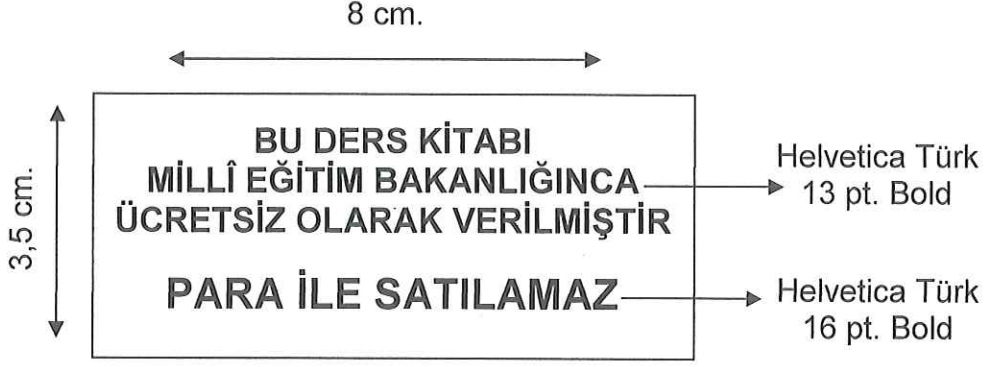 8 cm.
3,5 cm.
BU DERS KİTABI
MİLLÎ EĞİTİM BAKANLIĞINCA
ÜCRETSİZ OLARAK VERİLMİŞTİR
PARA İLE SATILAMAZ
Helvetica Türk
13 pt. Bold
Helvetica Türk
16 pt. Bold